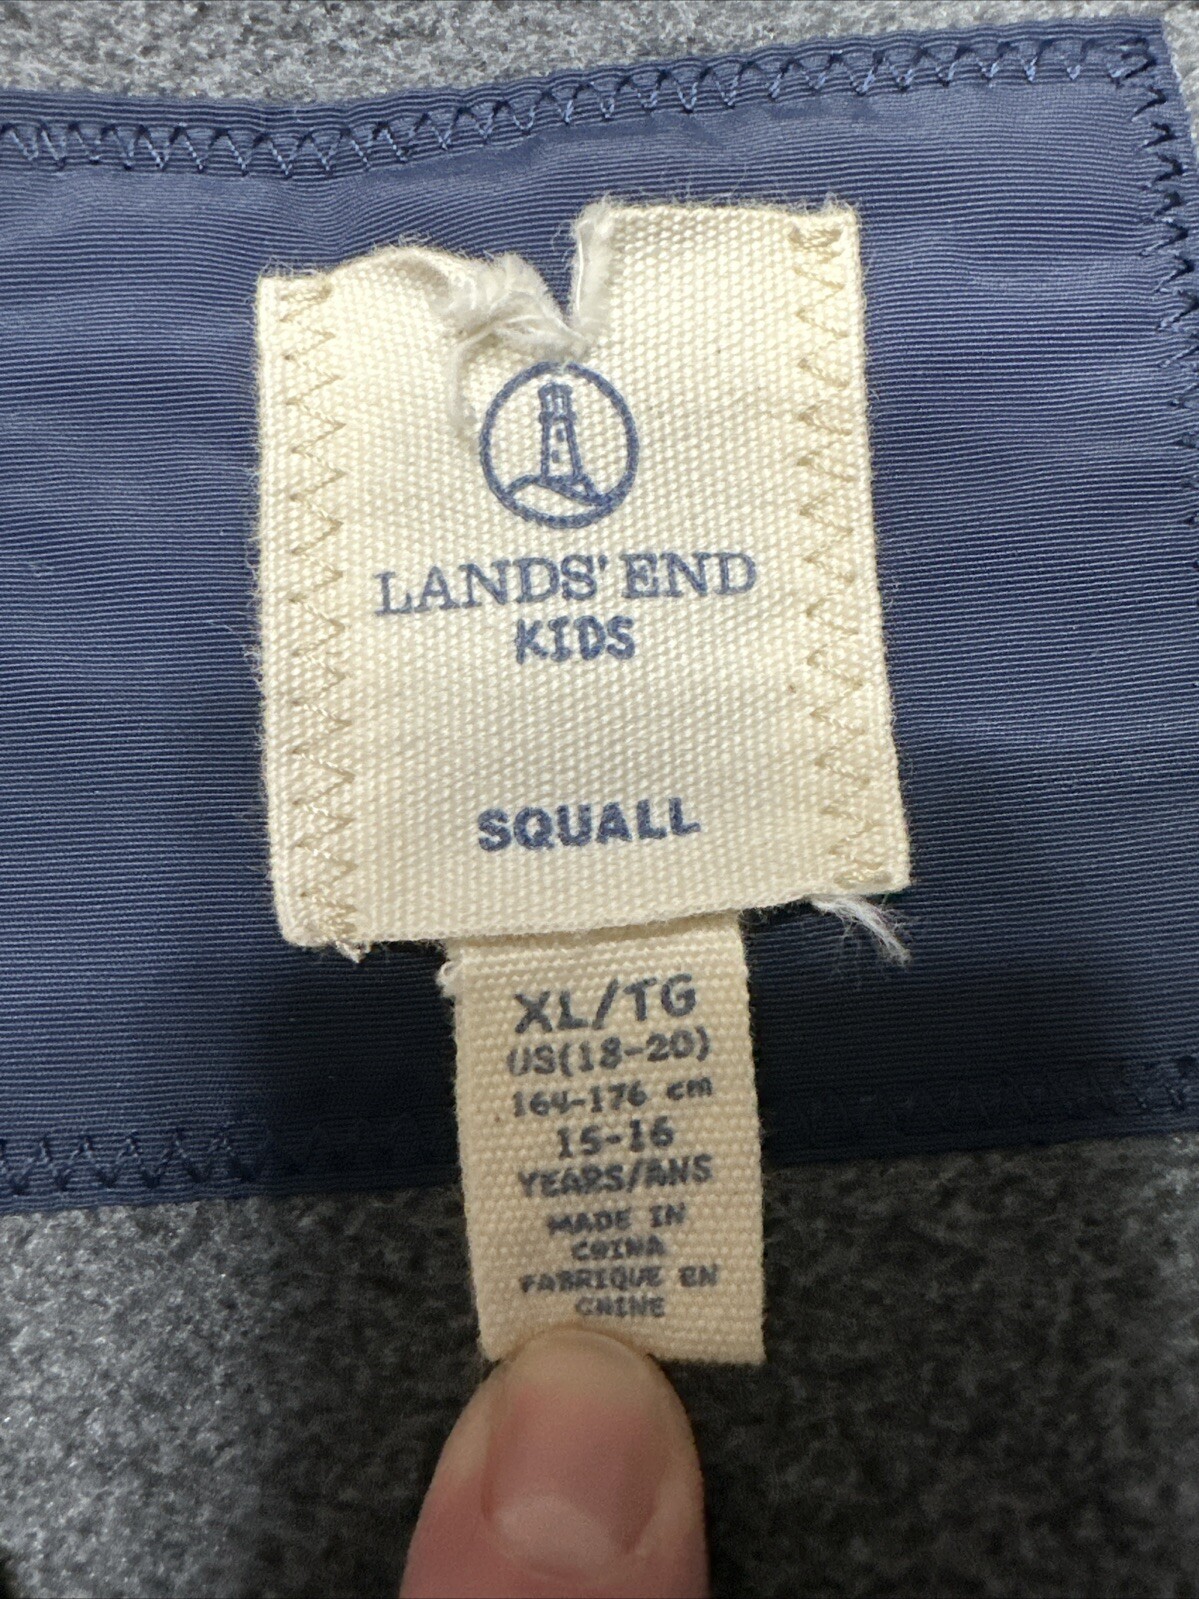 LANDS' END
KIDS
SQUALL
XL/TG
US(18-20)
164-176 cm
15-16
YEARS/ANS
MADE IN
CHINA
FABRIQUE EN
CHINE